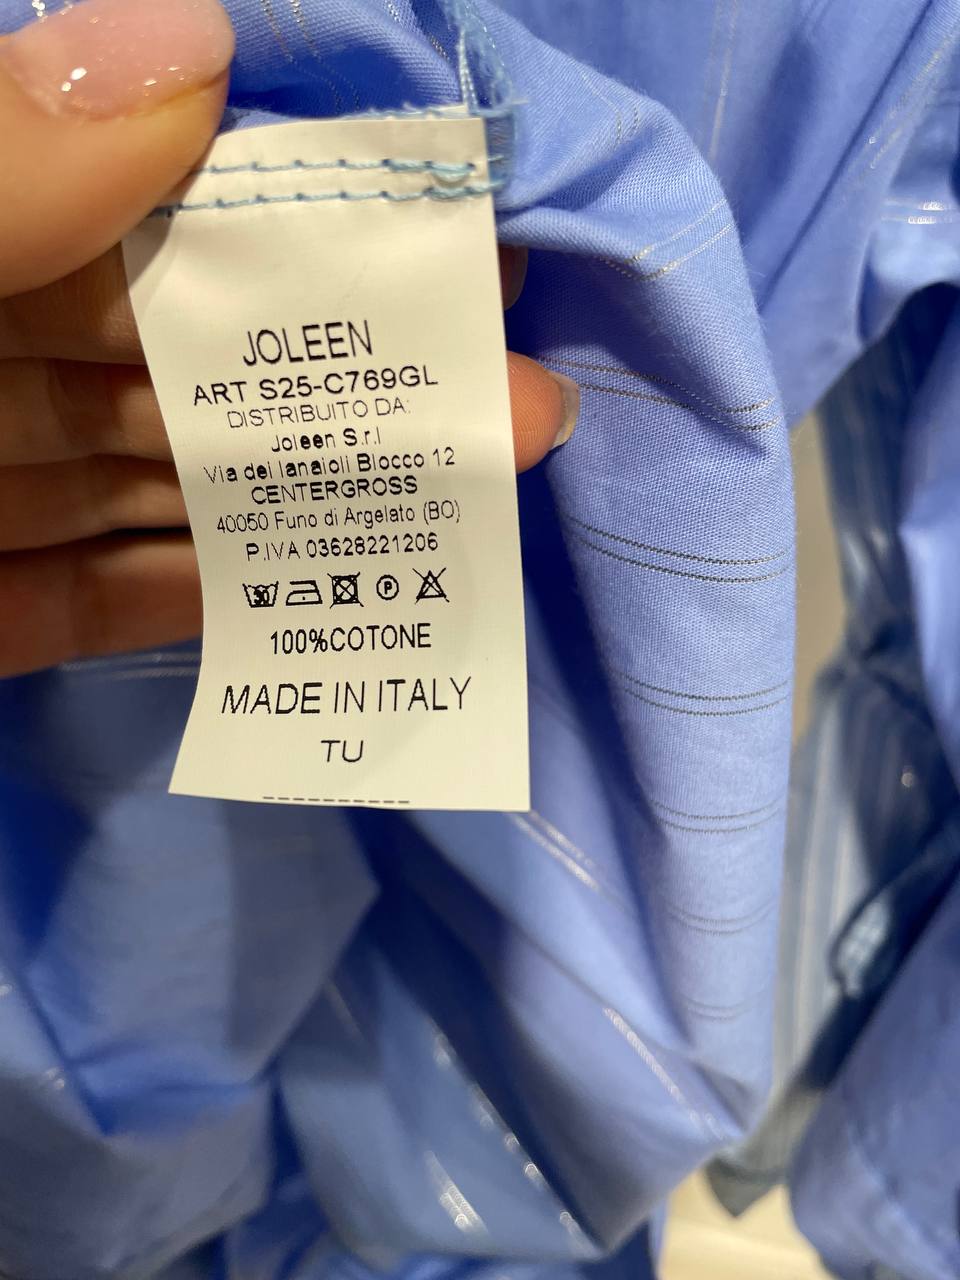 JOLEEN
ART S25-C769GL
DISTRIBUITO DA:
Joleen S.r.l
Via dei lanaioli Blocco 12
CENTERGROSS
40050 Funo di Argelato (BO)
P.IVA 03628221206
30 P
100%COTONE
MADE IN ITALY
TU